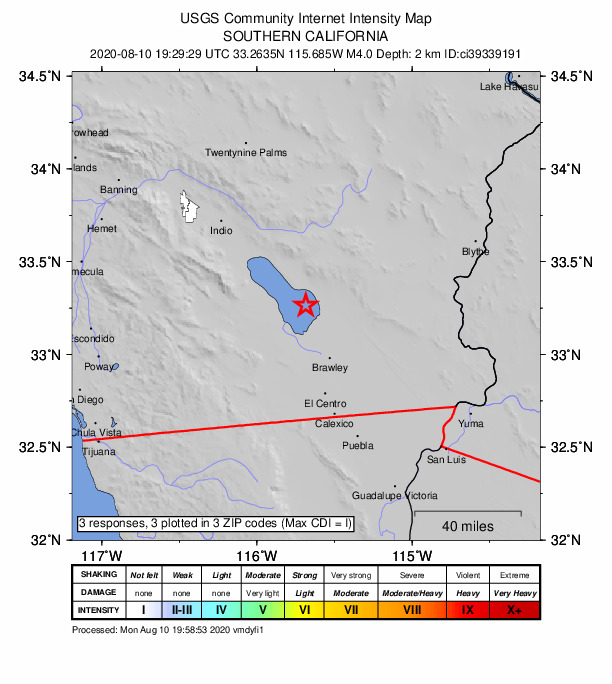 USGS Community Internet Intensity Map
SOUTHERN CALIFORNIA
2020-08-10 19:29:29 UTC 33.2635N 115.685W M4.0 Depth: 2 km ID:ci39339191
34.5°N 34.5°N
Lake Havasu
rowhead
Twentynine Palms
lands
34°N 34°N
Banning
Hemet
Indio
Blythe
33.5°N 33.5°N
mecula
scondido
33°N 33°N
Poway
Brawley
n Diego
El Centro
Chula Vista
Calexico
Yuma
32.5°N 32.5°N
Tijuana
Puebla
San Luis
Guadalupe Victoria
3 responses, 3 plotted in 3 ZIP codes (Max CDI = I)
40 miles
32°N 32°N
117°W 116°W 115°W
SHAKING Not felt Weak Light Moderate Strong Very strong Severe Violent Extreme
DAMAGE none none none Very light Light Moderate Moderate/Heavy Heavy Very Heavy
INTENSITY I II-III IV V VI VII VIII IX X+
Processed: Mon Aug 10 19:58:53 2020 vmdyfi1